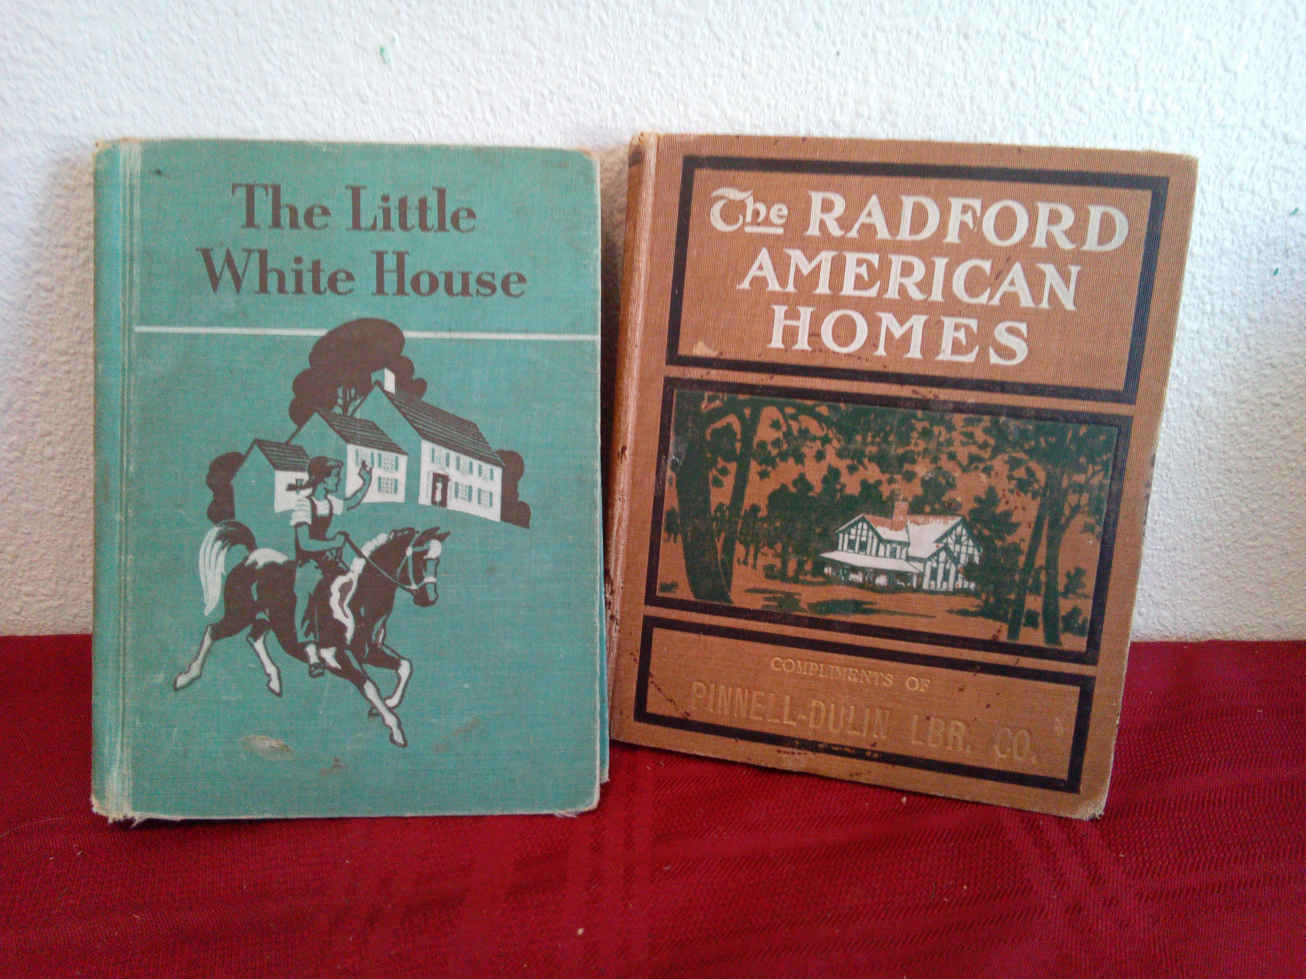 The Little
White House
The RADFORD
AMERICAN
HOMES
COMPLIMENTS OF
PINNELL-DULIN LBR. CO.